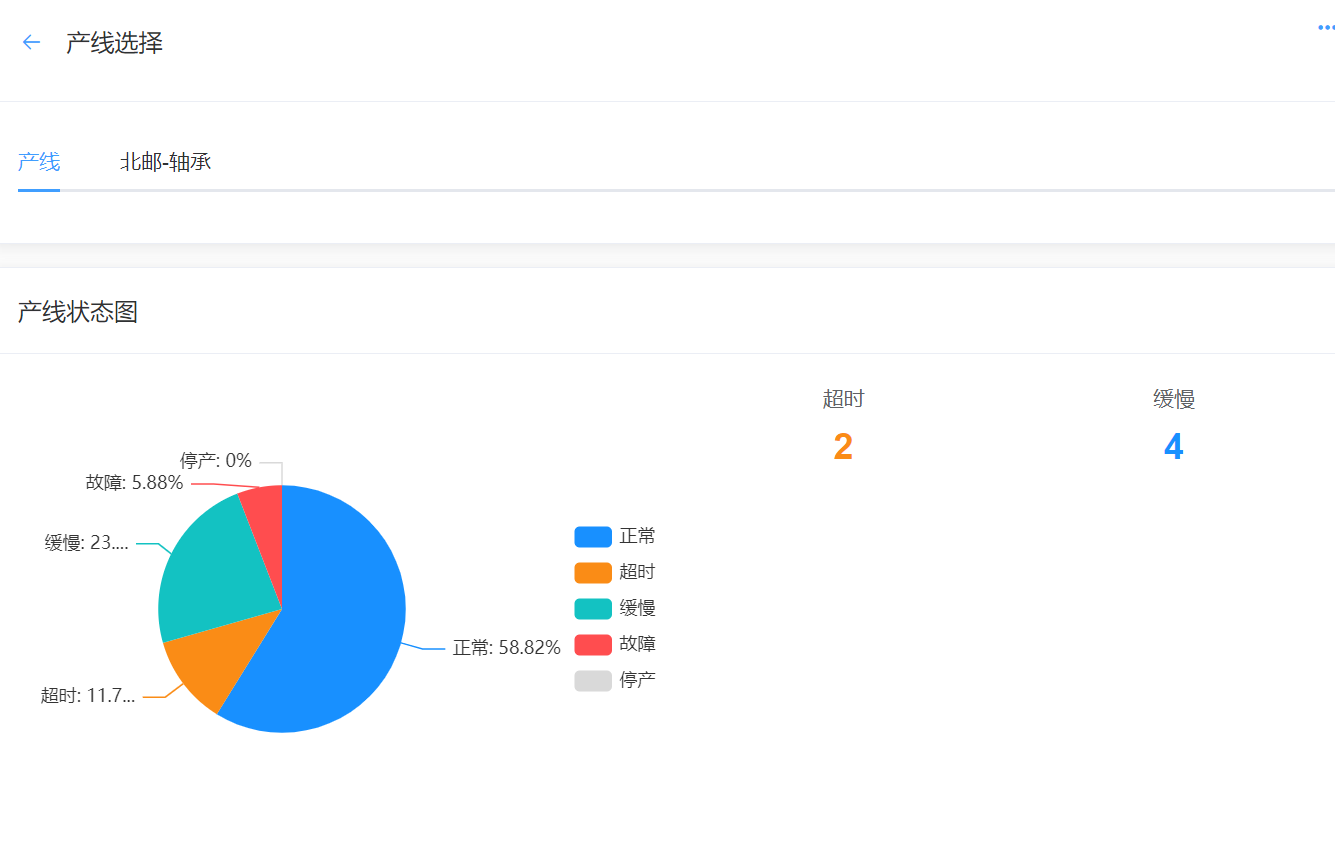 产线选择
产线
北邮-轴承
产线状态图
超时
2
缓慢
4
停产: 0%
故障: 5.88%
缓慢: 23....
超时: 11.7...
正常: 58.82%
正常
超时
缓慢
故障
停产